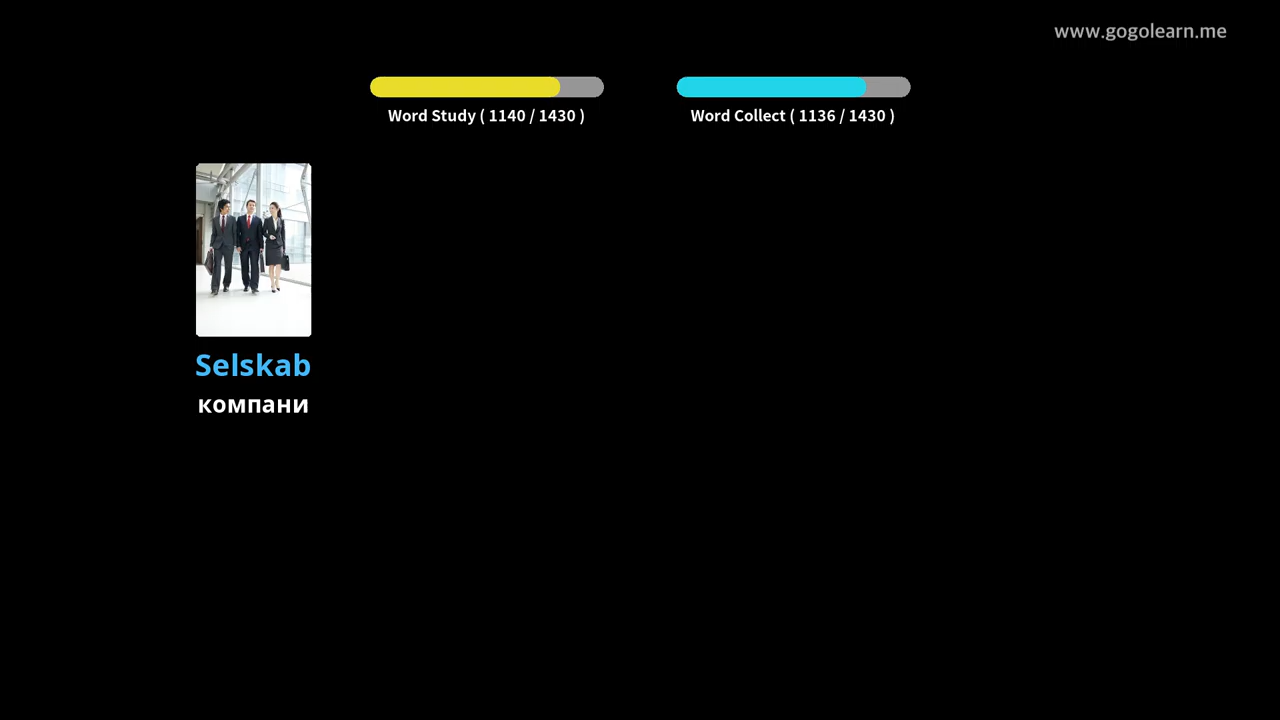 www.gogolearn.me
Word Study ( 1140 / 1430 )
Word Collect ( 1136 / 1430 )
Selskab
компани